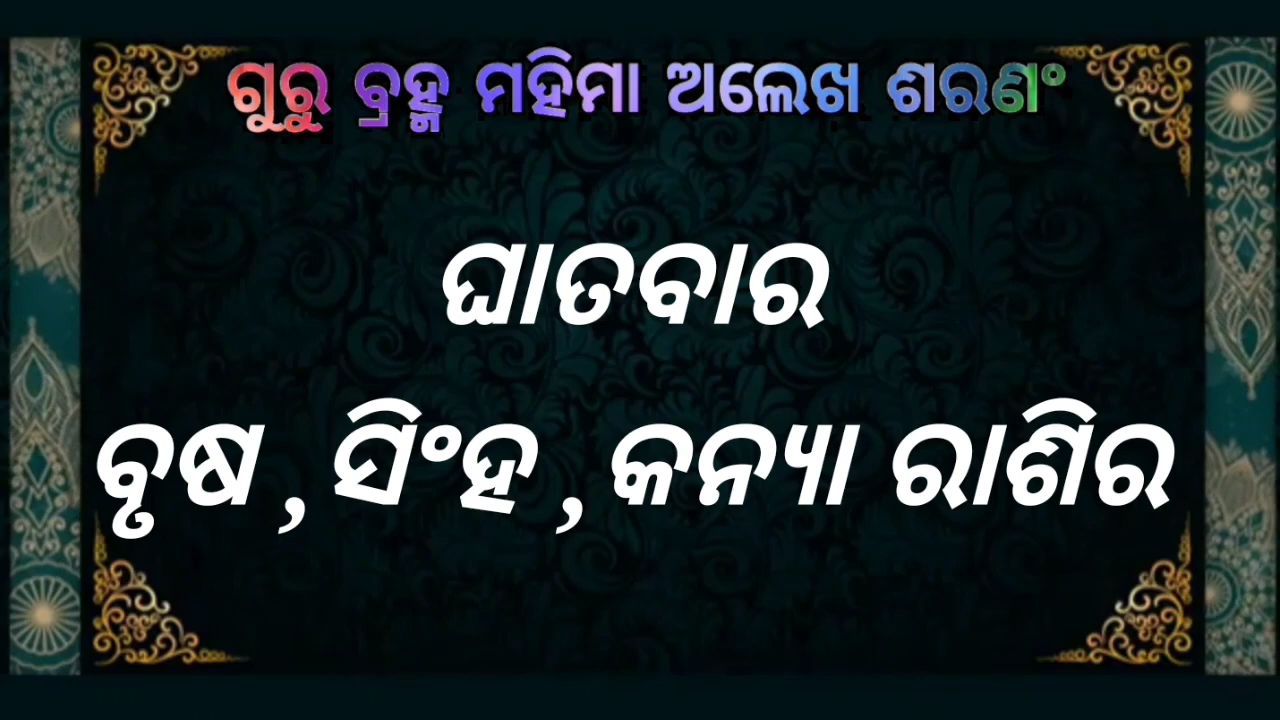 ଗୁରୁ ବ୍ରହ୍ମ ମହିମା ଅଲେଖ ଶରଣଂ
ଘାତବାର
ବୃଷ , ସିଂହ , କନ୍ୟା ରାଶିର